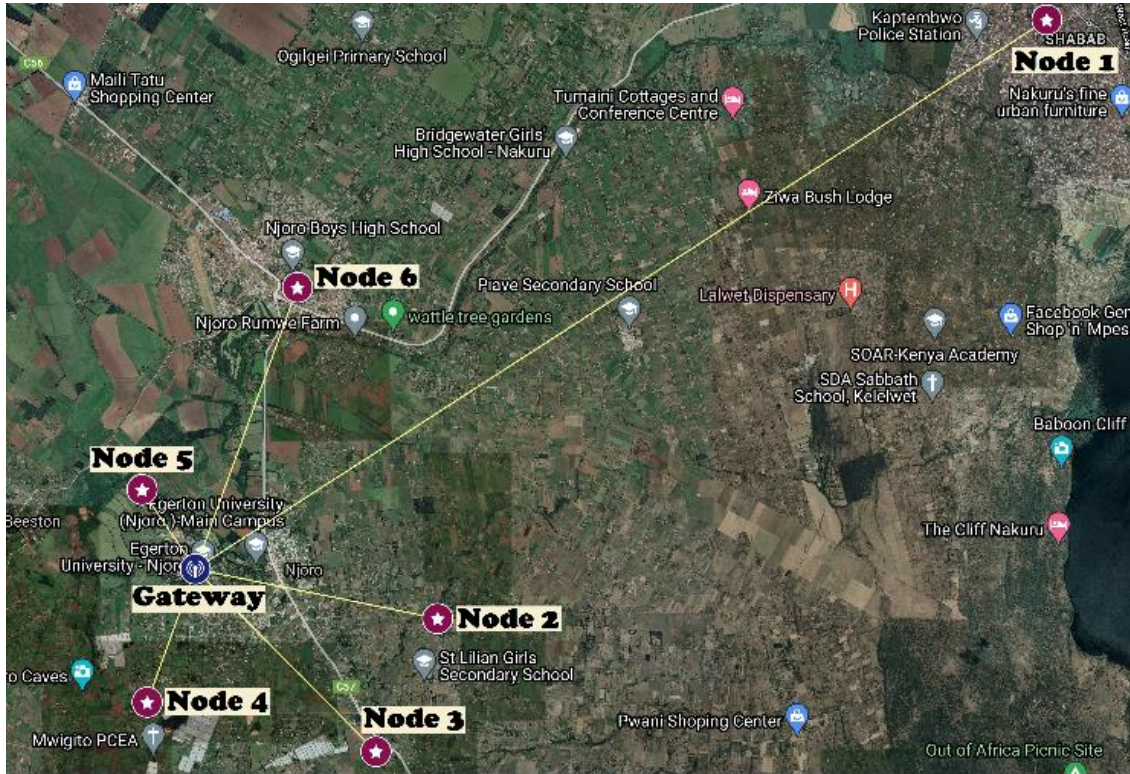 Kaptembwo
Police Station
SHABAB
Node 1
Ogilgei Primary School
C56
Maili Tatu
Shopping Center
Tumaini Cottages and
Conference Centre
Nakuru's fine
urban furniture
Bridgewater Girls
High School - Nakuru
Ziwa Bush Lodge
Njoro Boys High School
Node 6
Piave Secondary School
Lalwet Dispensary
Njoro Rumwe Farm
wattle tree gardens
Facebook Gen
Shop 'n' Mpes
SOAR-Kenya Academy
SDA Sabbath
School, Kelelwet
Baboon Cliff
Node 5
Egerton University
(Njoro )-Main Campus
Beeston
The Cliff Nakuru
Egerton
University - Njoro
Njoro
Gateway
Node 2
St Lilian Girls
Secondary School
ro Caves
C57
Node 4
Node 3
Pwani Shoping Center
Mwigito PCEA
Out of Africa Picnic Site